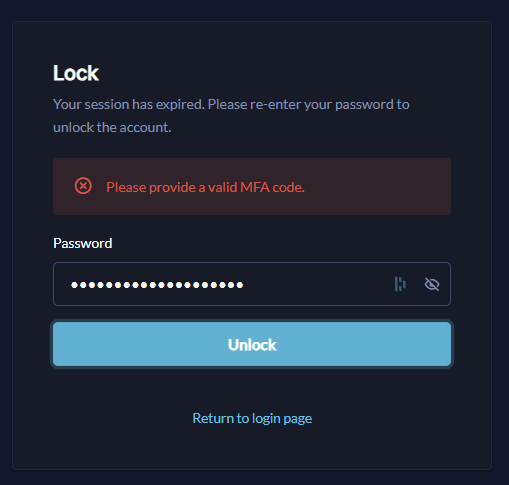 Lock
Your session has expired. Please re-enter your password to
unlock the account.
Please provide a valid MFA code.
Password
Unlock
Return to login page